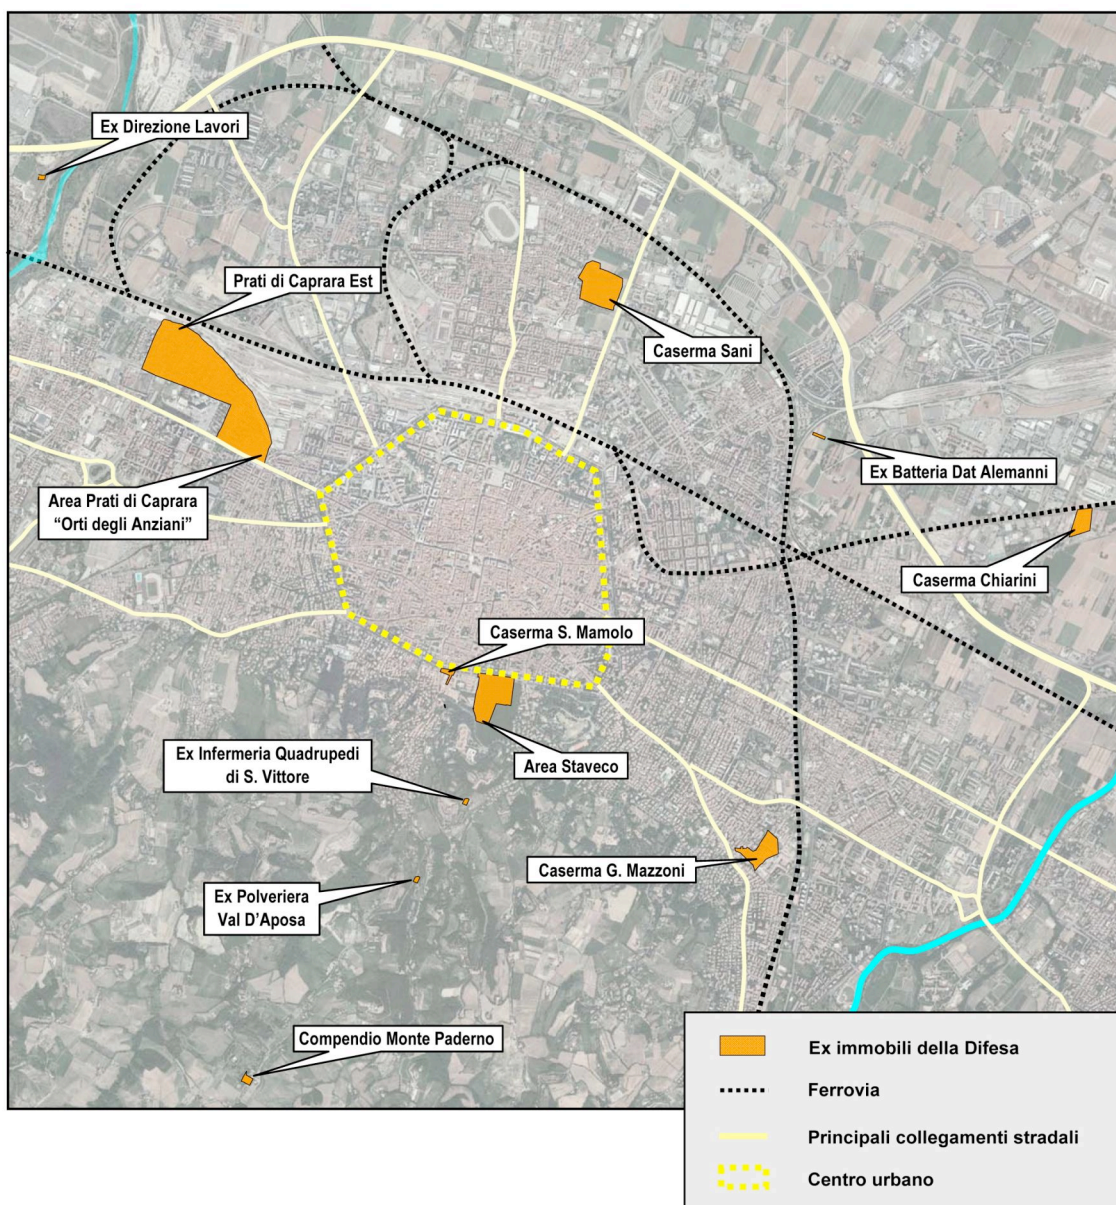 Ex Direzione Lavori
Prati di Caprara Est
Caserma Sani
Ex Batteria Dat Alemanni
Area Prati di Caprara
“Orti degli Anziani”
Caserma Chiarini
Caserma S. Mamolo
Ex Infermeria Quadrupedi
di S. Vittore
Area Staveco
Caserma G. Mazzoni
Ex Polveriera
Val D’Aposa
Compendio Monte Paderno
Ex immobili della Difesa
Ferrovia
Principali collegamenti stradali
Centro urbano